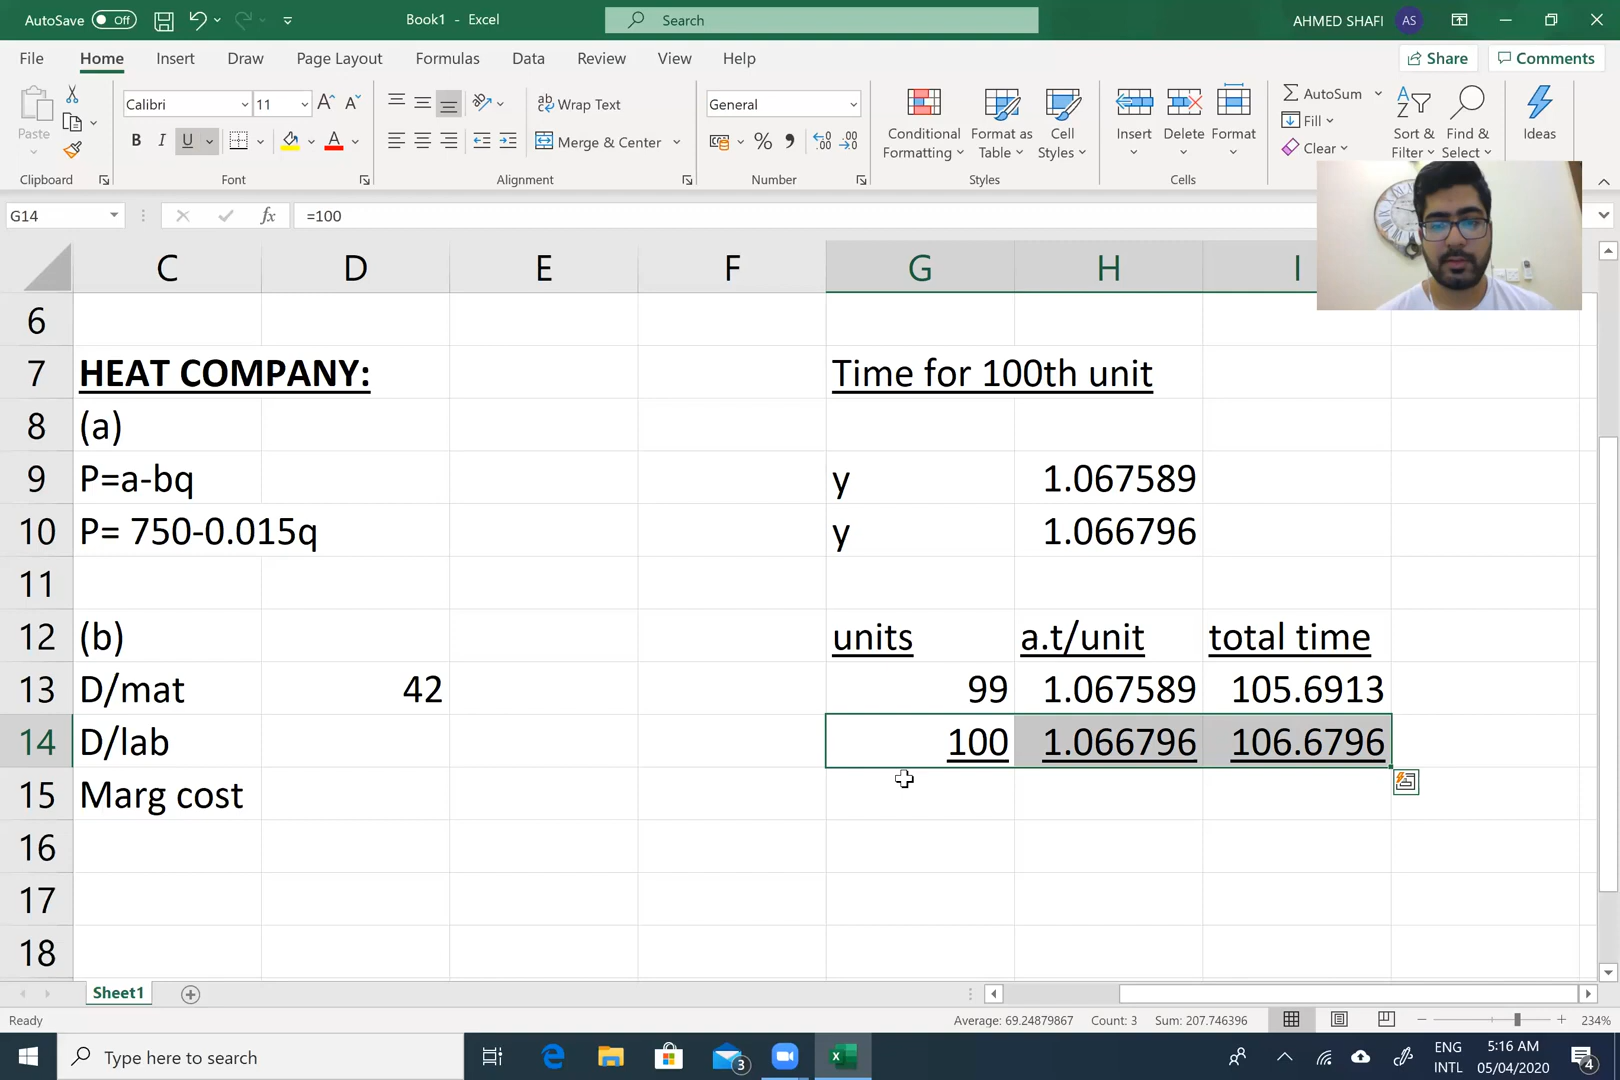 AutoSave Off Book1 - Excel Search AHMED SHAFI AS
File Home Insert Draw Page Layout Formulas Data Review View Help Share Comments
Paste Calibri 11 A A ab Wrap Text General Conditional Formatting Format as Table Cell Styles Insert Delete Format AutoSum Fill Clear Sort & Filter Find & Select Ideas
B I U A Merge & Center % , .00
Clipboard Font Alignment Number Styles Cells
G14 fx =100
C D E F G H I
6
7 HEAT COMPANY: Time for 100th unit
8 (a)
9 P=a-bq y 1.067589
10 P= 750-0.015q y 1.066796
11
12 (b) units a.t/unit total time
13 D/mat 42 99 1.067589 105.6913
14 D/lab 100 1.066796 106.6796
15 Marg cost
16
17
18
Sheet1
Ready Average: 69.24879867 Count: 3 Sum: 207.746396 234%
Type here to search 3 ENG INTL 5:16 AM 05/04/2020 4